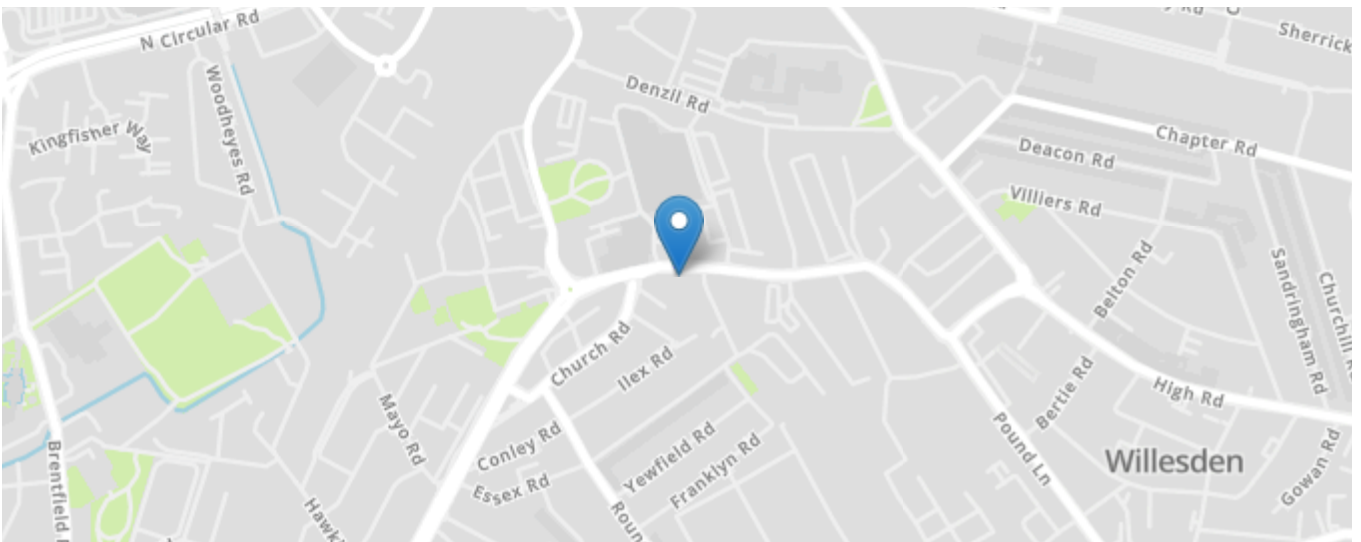 N Circular Rd
Sherrick
Woodheyes Rd
Denzil Rd
Kingfisher Way
Chapter Rd
Deacon Rd
Villiers Rd
Belton Rd
Sandringham Rd
Churchill R
Church Rd
Ilex Rd
Bertie Rd
High Rd
Mayo Rd
Pound Ln
Conley Rd
Yewfield Rd
Franklyn Rd
Willesden
Gowan Rd
Brentfield
Essex Rd
Roun
Hawk